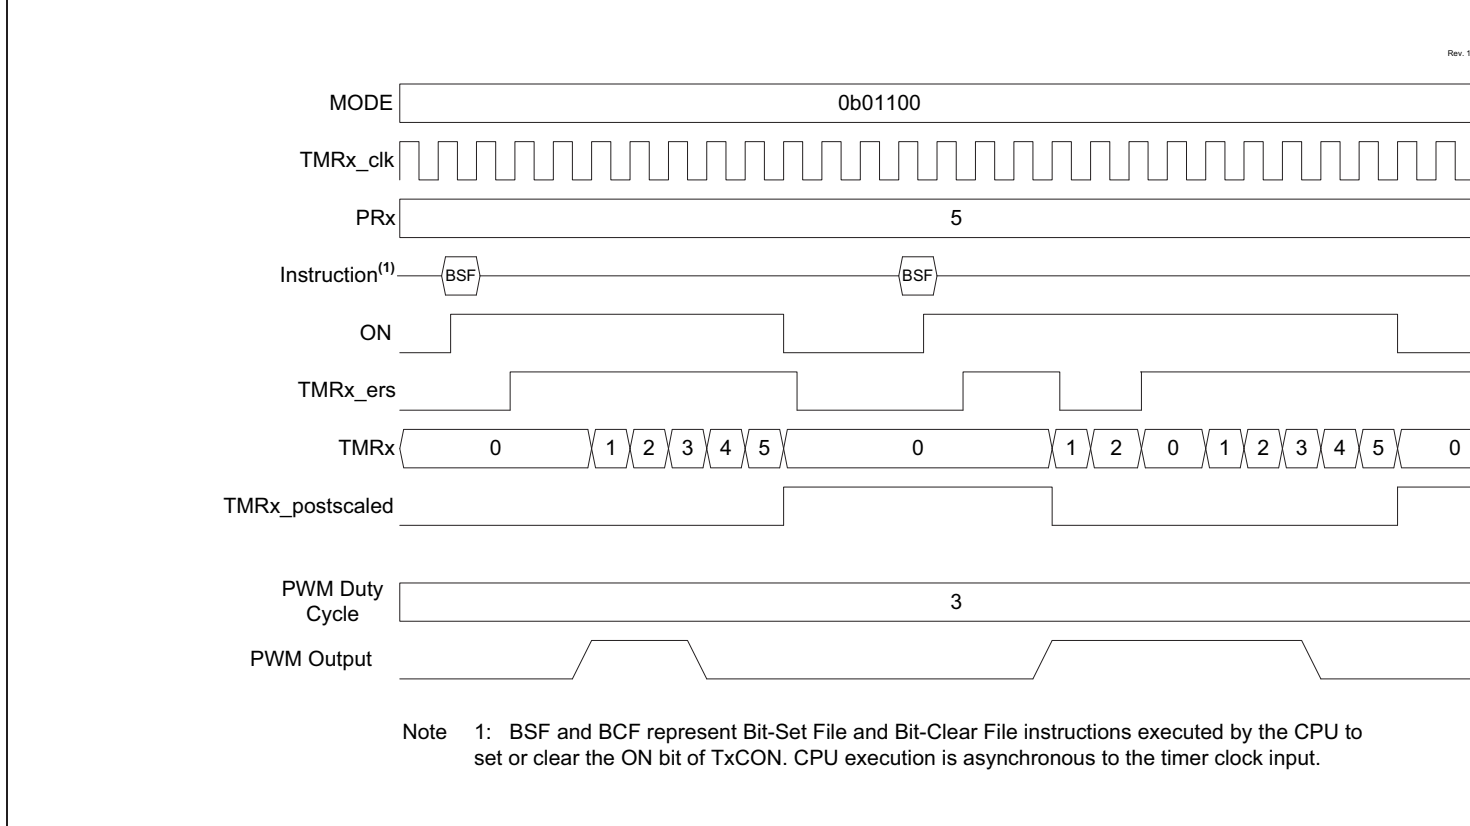 Rev. 1
MODE 0b01100
TMRx_clk
PRx 5
Instruction(1) BSF BSF
ON
TMRx_ers
TMRx 0 1 2 3 4 5 0 1 2 0 1 2 3 4 5 0
TMRx_postscaled
PWM Duty
Cycle 3
PWM Output
Note 1: BSF and BCF represent Bit-Set File and Bit-Clear File instructions executed by the CPU to
set or clear the ON bit of TxCON. CPU execution is asynchronous to the timer clock input.